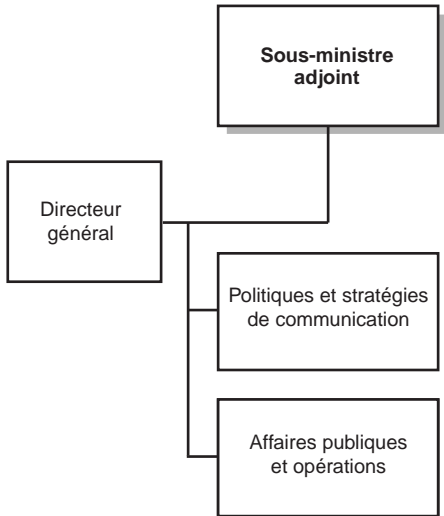 Sous-ministre
adjoint
Directeur
général
Politiques et stratégies
de communication
Affaires publiques
et opérations